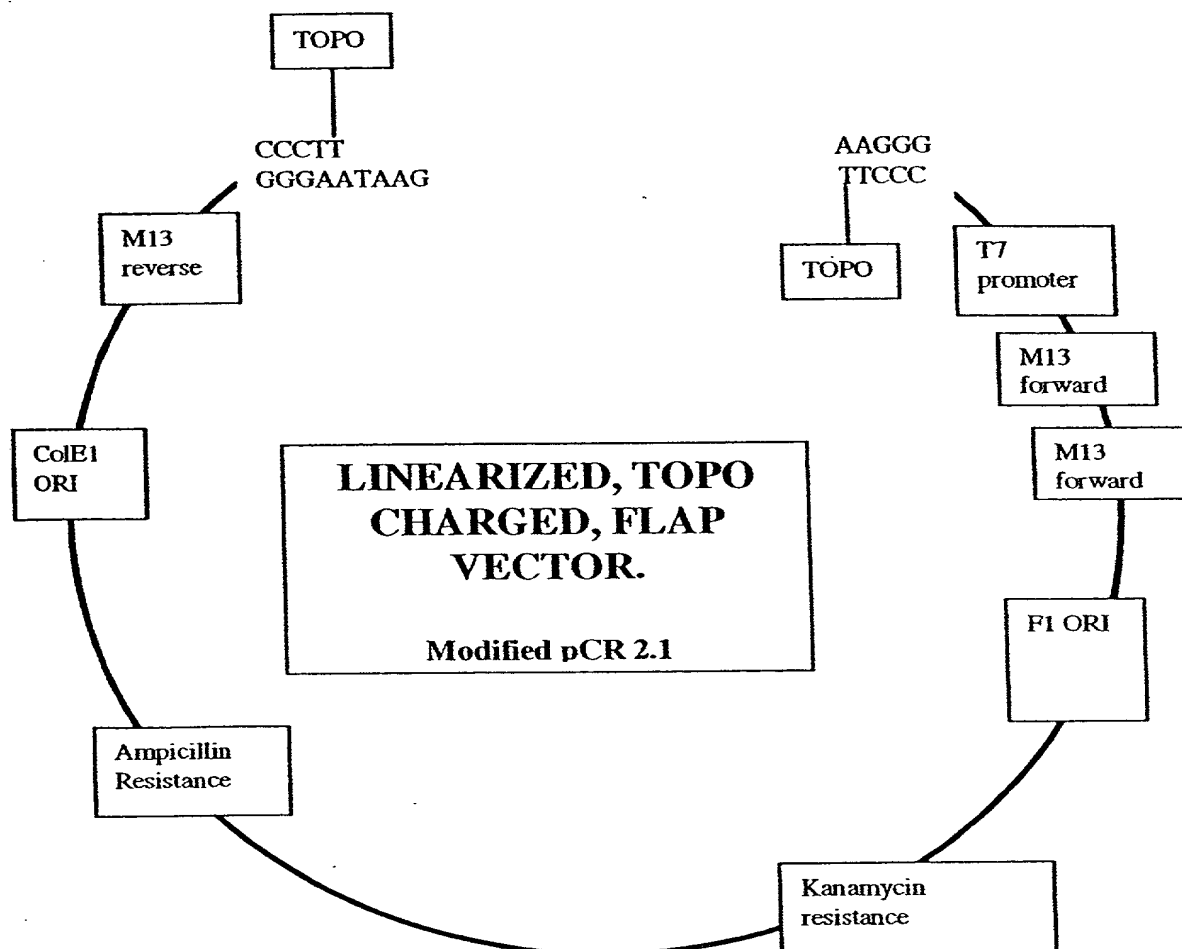 TOPO
CCCTT
GGGAATAAG
AAGGG
TTCCC
TOPO
M13
reverse
T7
promoter
M13
forward
M13
forward
ColE1
ORI
LINEARIZED, TOPO
CHARGED, FLAP
VECTOR.
Modified pCR 2.1
F1 ORI
Ampicillin
Resistance
Kanamycin
resistance